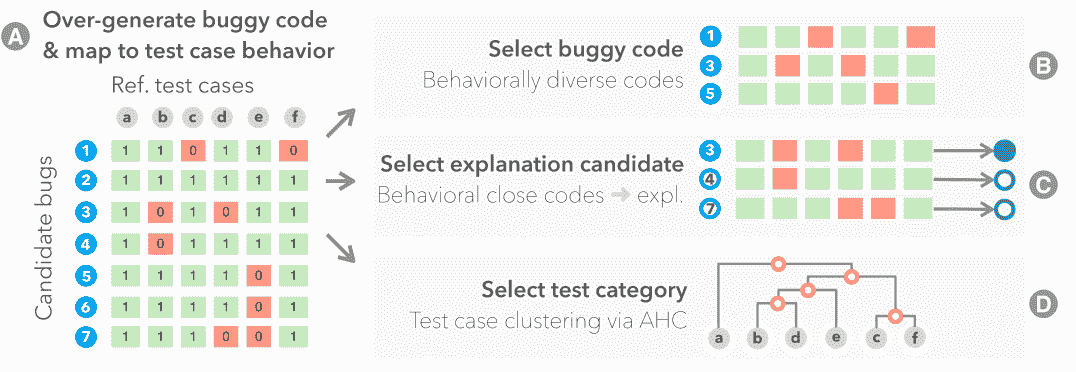 A
Over-generate buggy code
& map to test case behavior
Ref. test cases
a b c d e f
Candidate bugs
1 1 1 0 1 1 0
2 1 1 1 1 1 1
3 1 0 1 0 1 1
4 1 0 1 1 1 1
5 1 1 1 1 0 1
6 1 1 1 1 0 1
7 1 1 1 0 0 1
Select buggy code
Behaviorally diverse codes
1
3
5
B
Select explanation candidate
Behavioral close codes ➜ expl.
3
4
7
C
Select test category
Test case clustering via AHC
a b d e c f
D